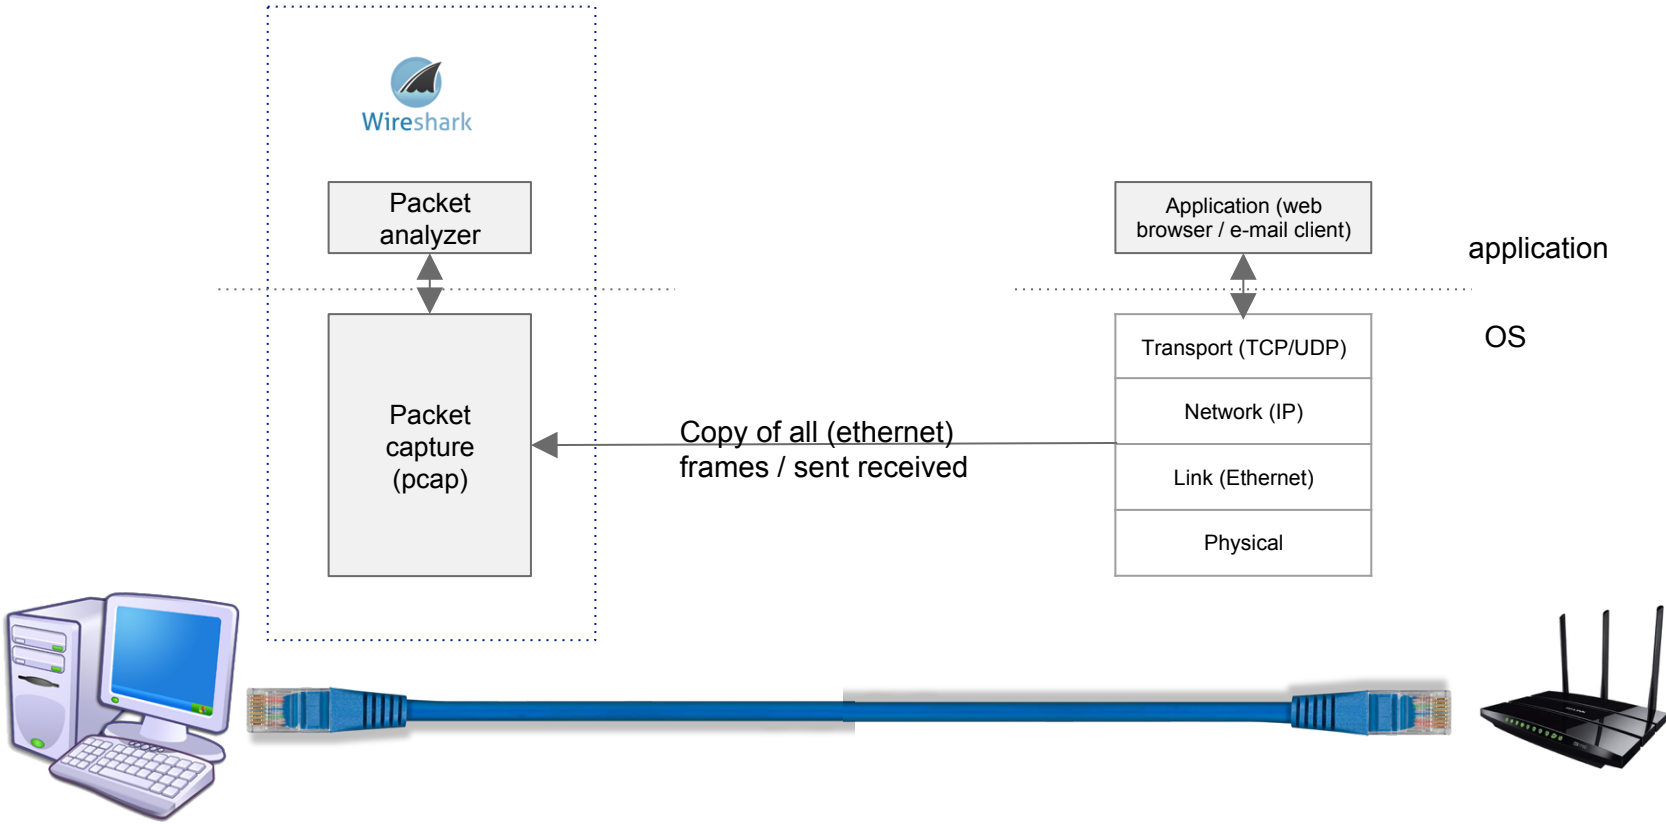 Wireshark
Packet
analyzer
Application (web
browser / e-mail client)
application
OS
Packet
capture
(pcap)
Copy of all (ethernet)
frames / sent received
Transport (TCP/UDP)
Network (IP)
Link (Ethernet)
Physical